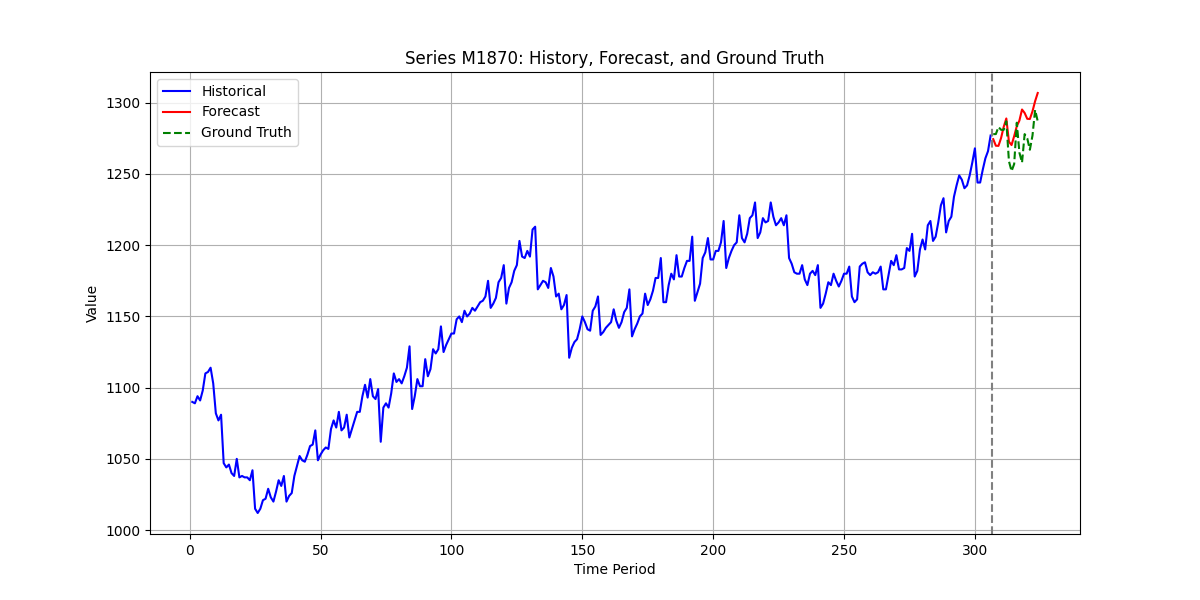 Series M1870: History, Forecast, and Ground Truth
Historical
Forecast
Ground Truth
1300
1250
1200
1150
1100
1050
1000
Value
0 50 100 150 200 250 300
Time Period